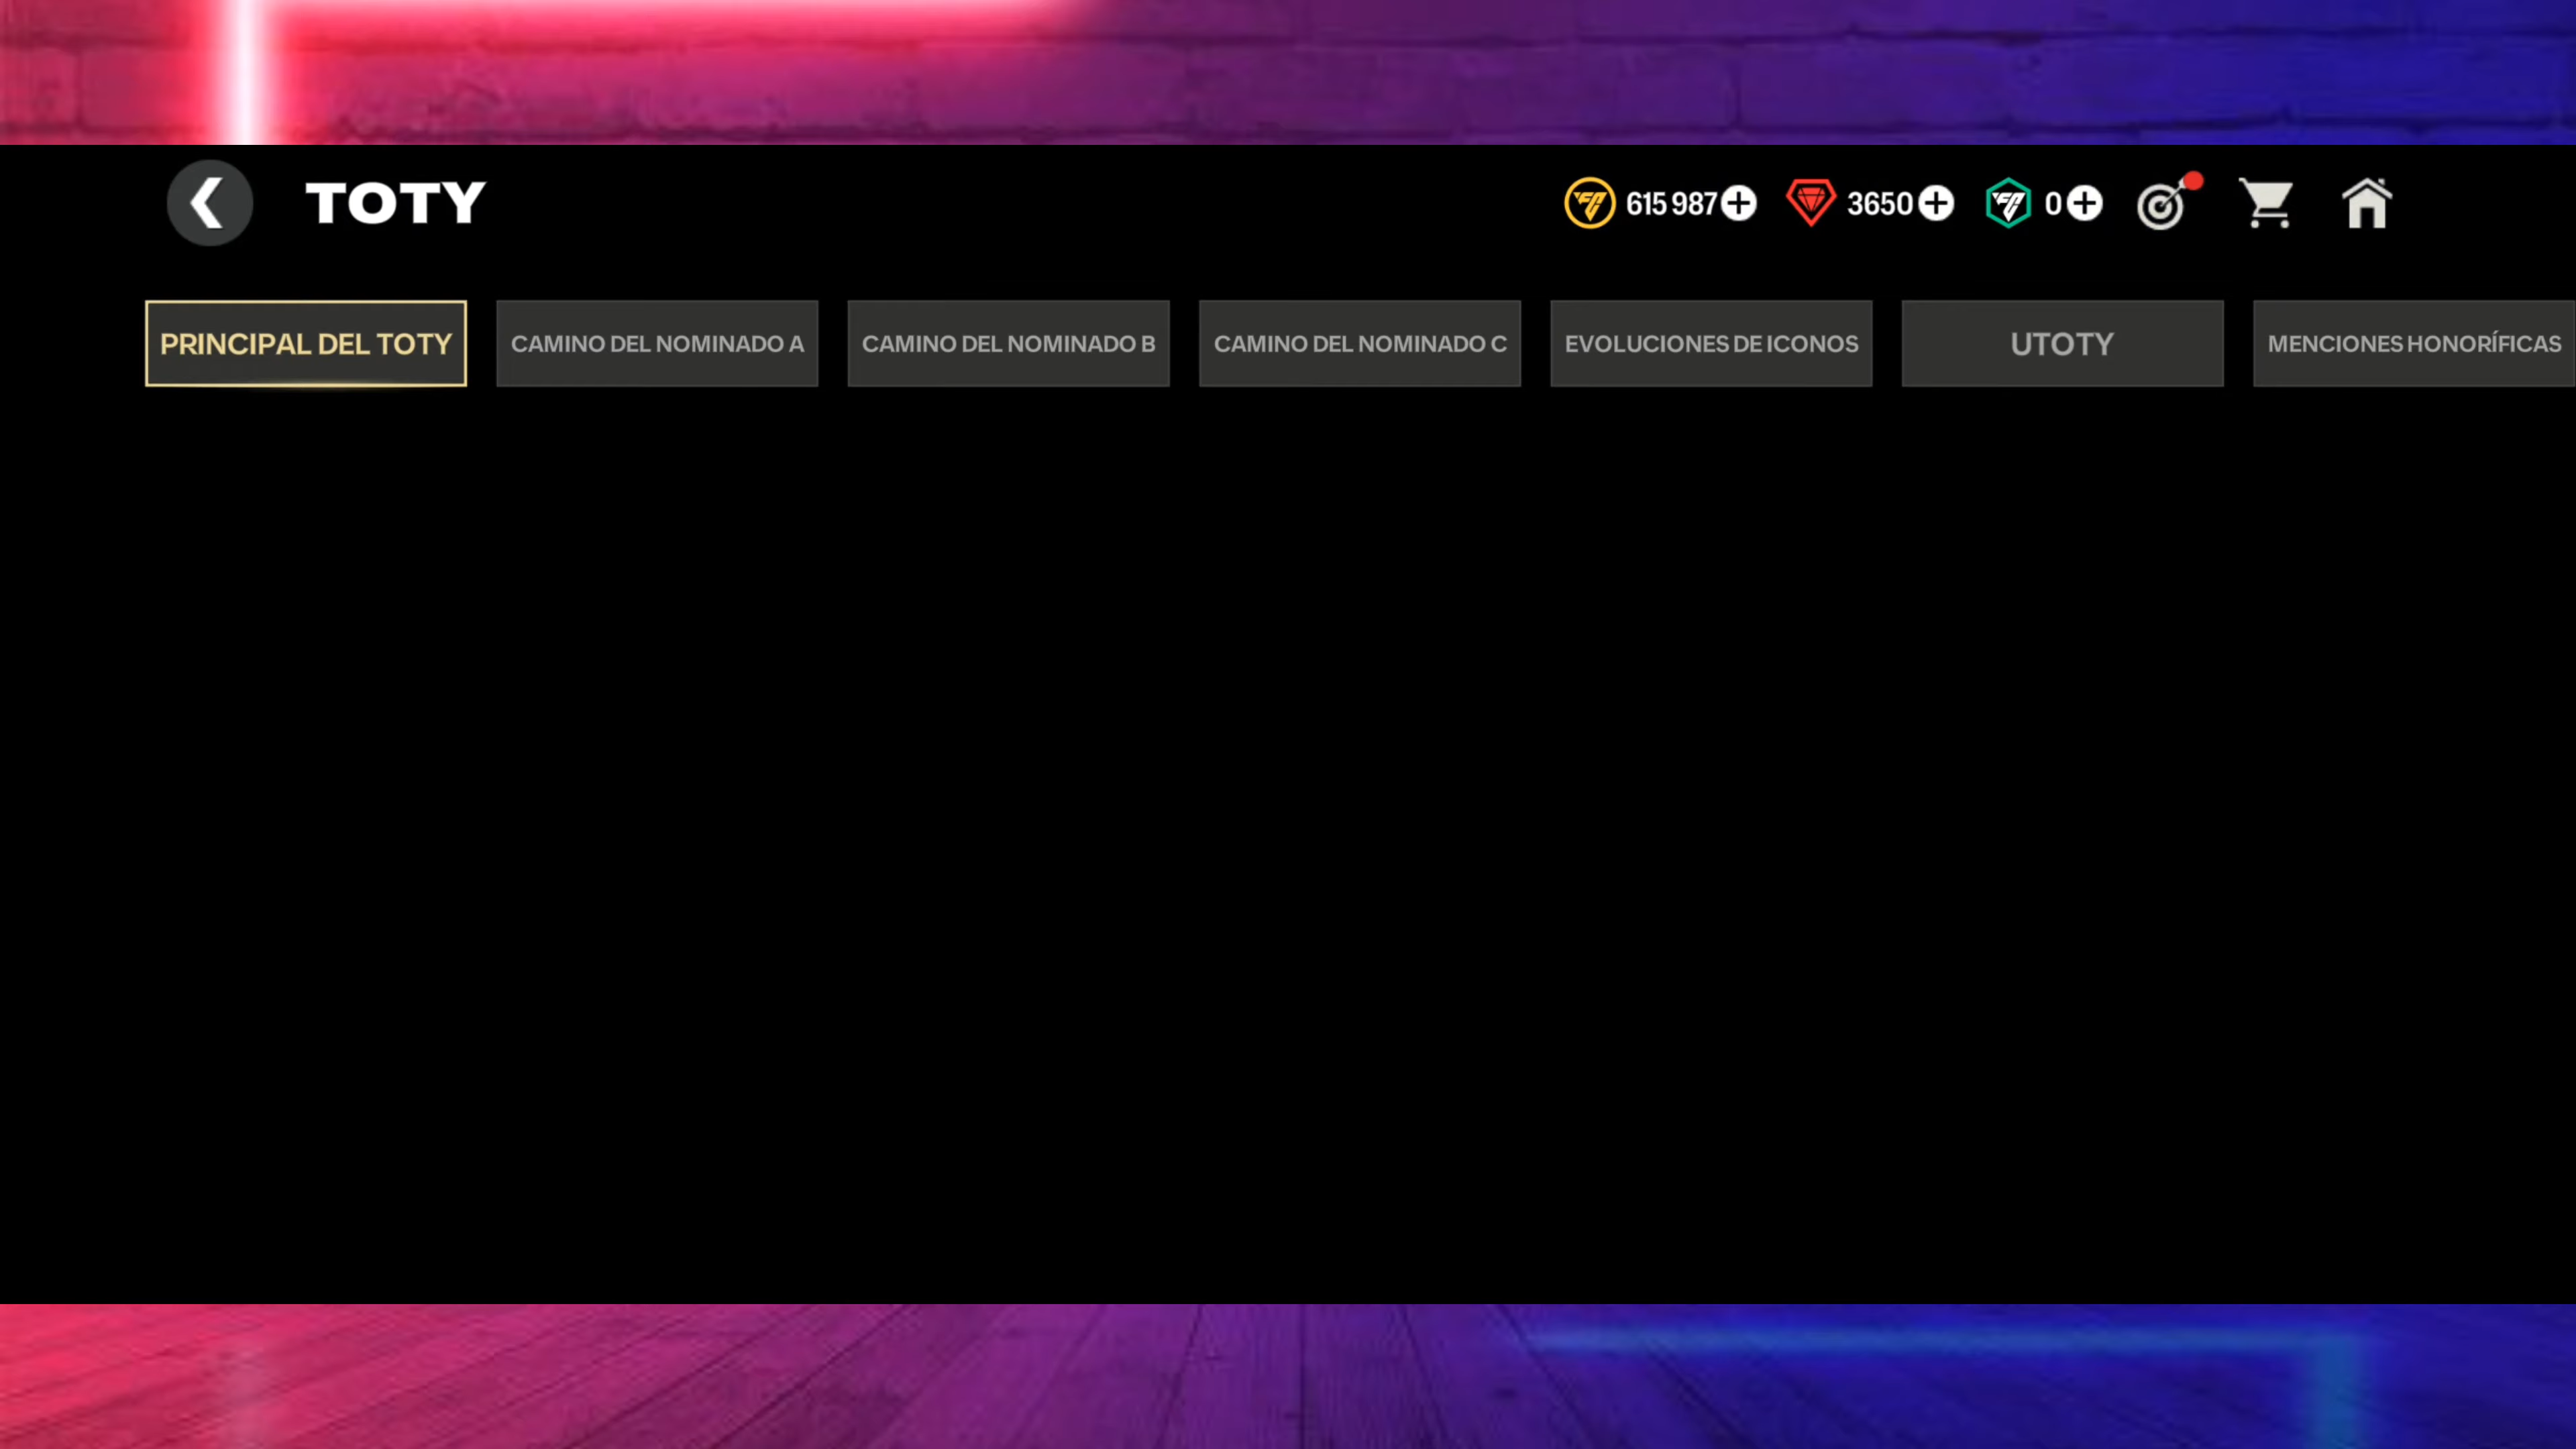 TOTY
615 987
3650
0
PRINCIPAL DEL TOTY
CAMINO DEL NOMINADO A
CAMINO DEL NOMINADO B
CAMINO DEL NOMINADO C
EVOLUCIONES DE ICONOS
UTOTY
MENCIONES HONORÍFICAS